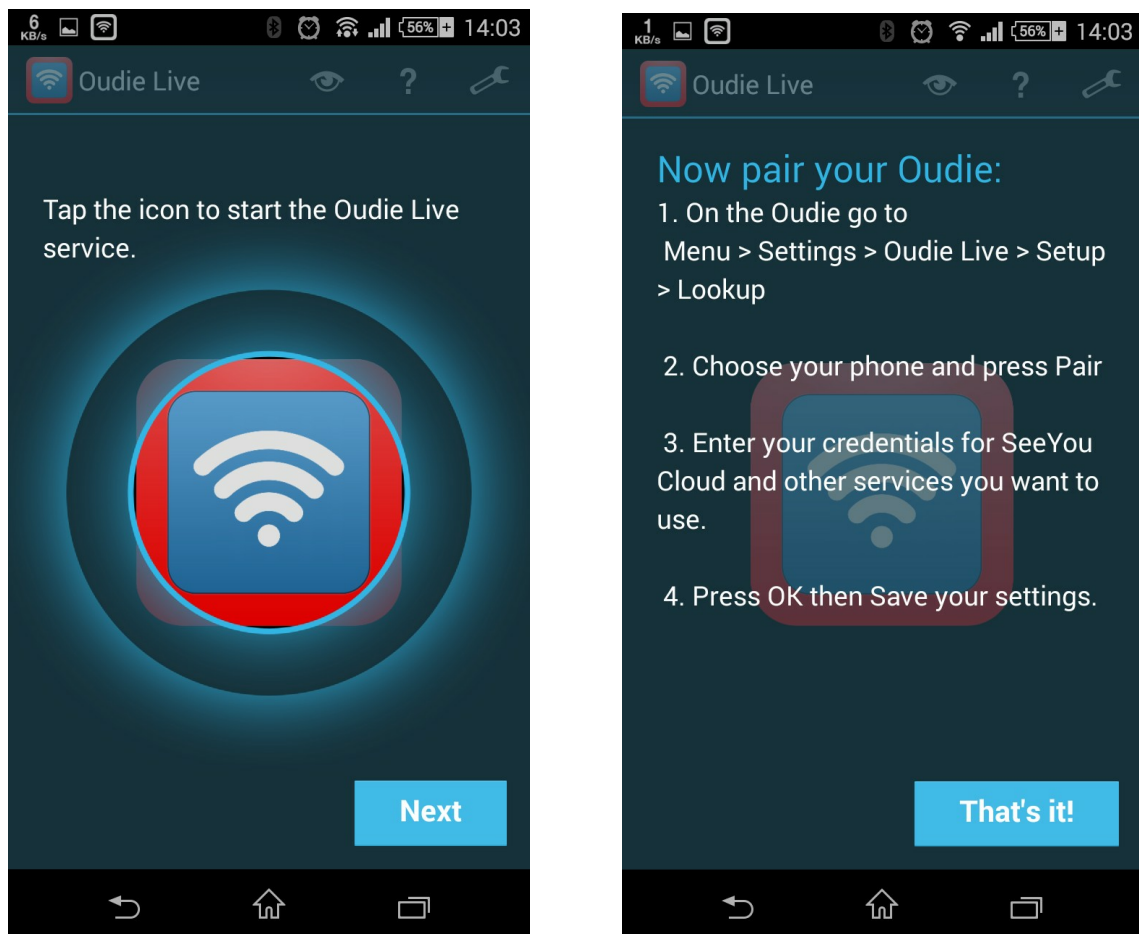 6
KB/s
56%
14:03
Oudie Live
?
Tap the icon to start the Oudie Live
service.
Next
1
KB/s
56%
14:03
Oudie Live
?
Now pair your Oudie:
1. On the Oudie go to
Menu > Settings > Oudie Live > Setup
> Lookup
2. Choose your phone and press Pair
3. Enter your credentials for SeeYou
Cloud and other services you want to
use.
4. Press OK then Save your settings.
That's it!